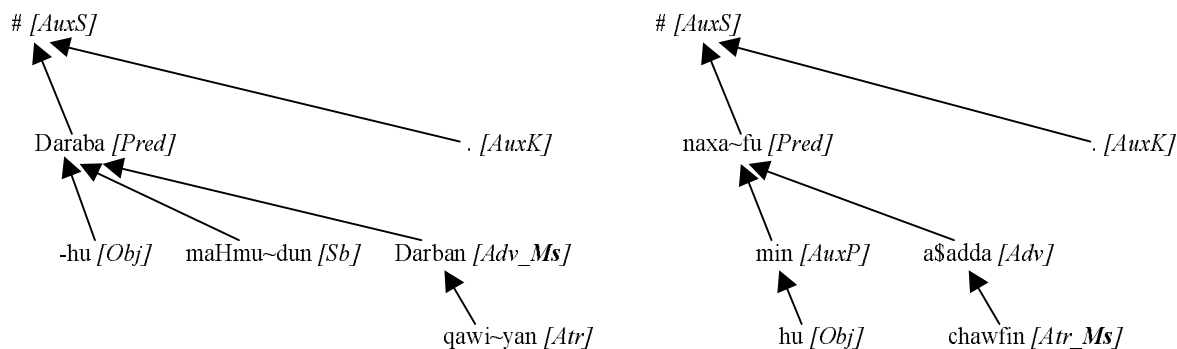 # [AuxS]
# [AuxS]
Daraba [Pred]
. [AuxK]
naxa~fu [Pred]
. [AuxK]
-hu [Obj]
maHmu~dun [Sb]
Darban [Adv_Ms]
min [AuxP]
a$adda [Adv]
qawi~yan [Atr]
hu [Obj]
chawfin [Atr_Ms]